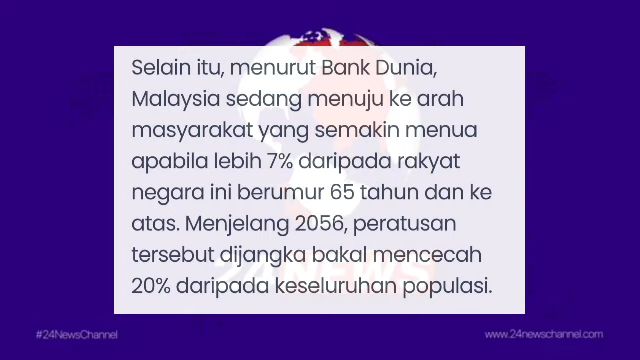 Selain itu, menurut Bank Dunia,
Malaysia sedang menuju ke arah
masyarakat yang semakin menua
apabila lebih 7% daripada rakyat
negara ini berumur 65 tahun dan ke
atas. Menjelang 2056, peratusan
tersebut dijangka bakal mencecah
20% daripada keseluruhan populasi.
24NEWS
#24NewsChannel
www.24newschannel.com